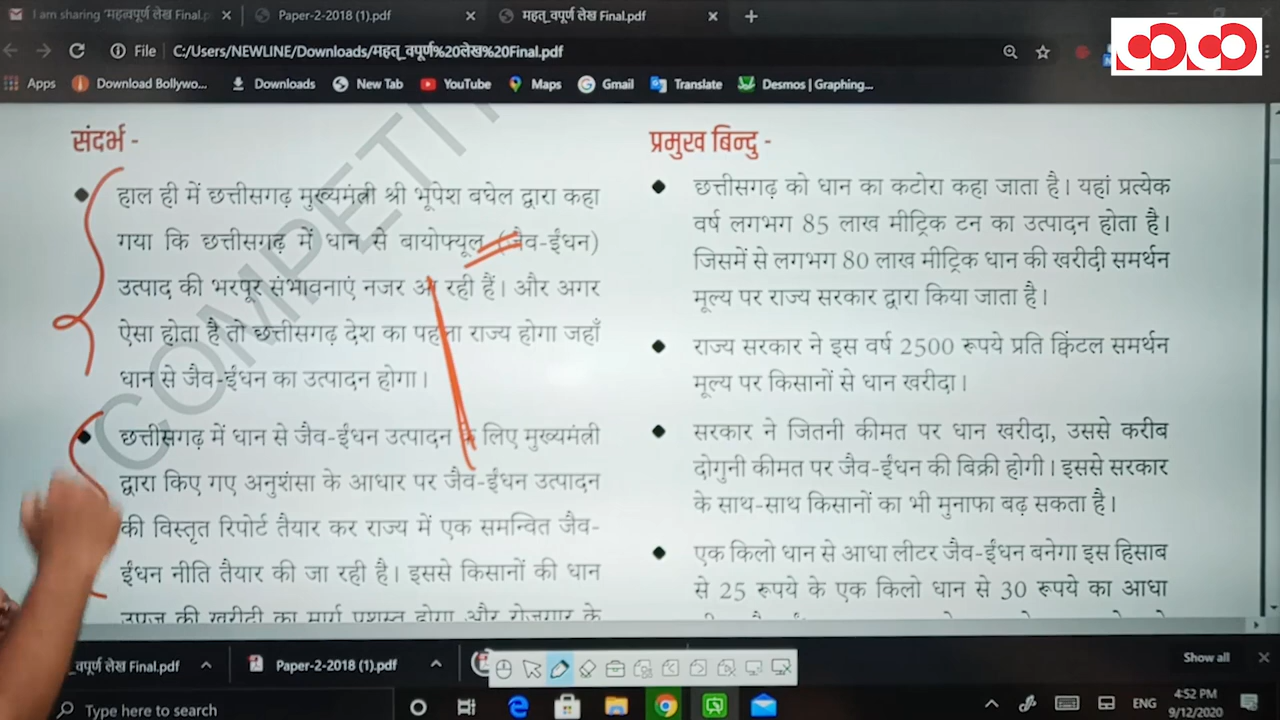 I am sharing 'महत्वपूर्ण लेख Final.p
Paper-2-2018 (1).pdf
महत्_वपूर्ण लेख Final.pdf
File
C:/Users/NEWLINE/Downloads/महत्_वपूर्ण%20लेख%20Final.pdf
Apps
Download Bollywo...
Downloads
New Tab
YouTube
Maps
Gmail
Translate
Desmos | Graphing...
COMPETIT
संदर्भ -
हाल ही में छत्तीसगढ़ मुख्यमंत्री श्री भूपेश बघेल द्वारा कहा
गया कि छत्तीसगढ़ में धान से बायोफ्यूल (जैव-ईंधन)
उत्पाद की भरपूर संभावनाएं नजर आ रही हैं। और अगर
ऐसा होता है तो छत्तीसगढ़ देश का पहला राज्य होगा जहाँ
धान से जैव-ईंधन का उत्पादन होगा।
छत्तीसगढ़ में धान से जैव-ईंधन उत्पादन के लिए मुख्यमंत्री
द्वारा किए गए अनुशंसा के आधार पर जैव-ईंधन उत्पादन
की विस्तृत रिपोर्ट तैयार कर राज्य में एक समन्वित जैव-
ईंधन नीति तैयार की जा रही है। इससे किसानों की धान
उपज की खरीदी का मार्ग प्रशस्त होगा और रोजगार के
प्रमुख बिन्दु -
छत्तीसगढ़ को धान का कटोरा कहा जाता है। यहां प्रत्येक
वर्ष लगभग 85 लाख मीट्रिक टन का उत्पादन होता है।
जिसमें से लगभग 80 लाख मीट्रिक धान की खरीदी समर्थन
मूल्य पर राज्य सरकार द्वारा किया जाता है।
राज्य सरकार ने इस वर्ष 2500 रूपये प्रति क्विंटल समर्थन
मूल्य पर किसानों से धान खरीदा।
सरकार ने जितनी कीमत पर धान खरीदा, उससे करीब
दोगुनी कीमत पर जैव-ईंधन की बिक्री होगी। इससे सरकार
के साथ-साथ किसानों का भी मुनाफा बढ़ सकता है।
एक किलो धान से आधा लीटर जैव-ईंधन बनेगा इस हिसाब
से 25 रूपये के एक किलो धान से 30 रूपये का आधा
_वपूर्ण लेख Final.pdf
Paper-2-2018 (1).pdf
Show all
Type here to search
ENG
4:52 PM
9/12/2020